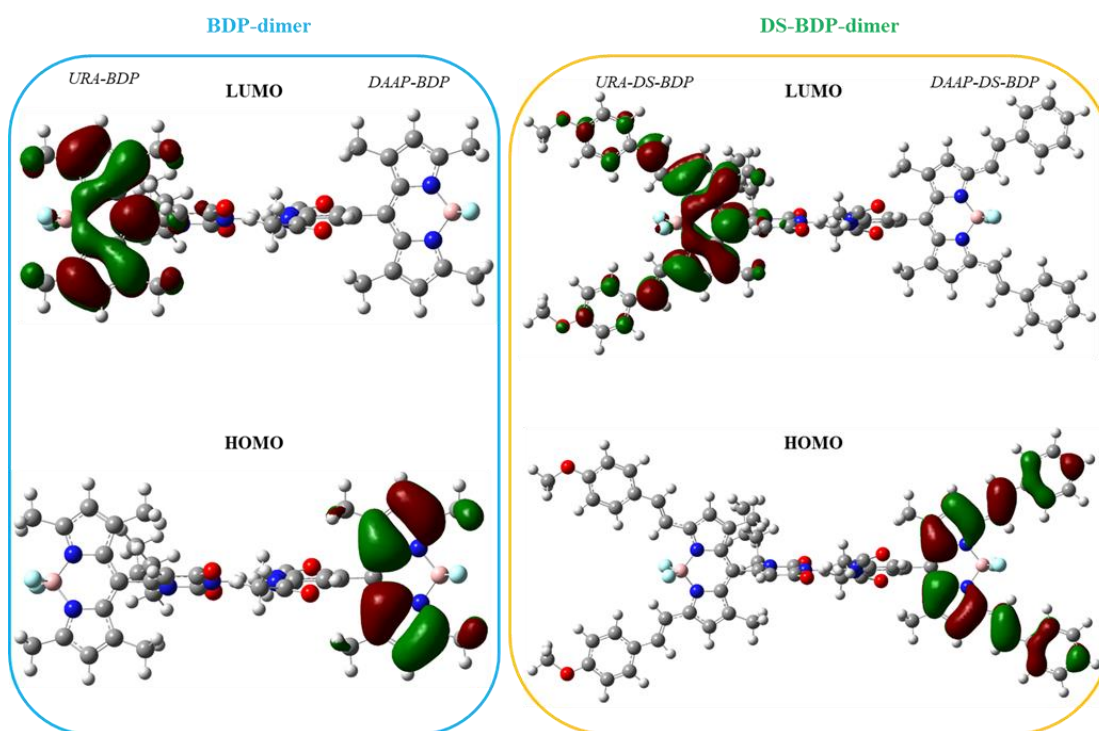 BDP-dimer
DS-BDP-dimer
URA-BDP
DAAP-BDP
LUMO
URA-DS-BDP
DAAP-DS-BDP
LUMO
HOMO
HOMO